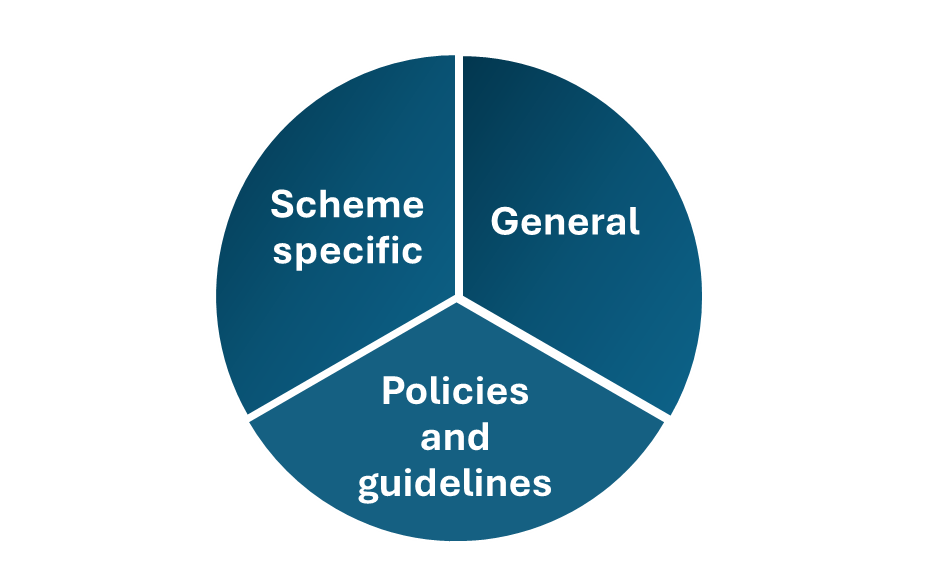 Scheme
specific
General
Policies
and
guidelines